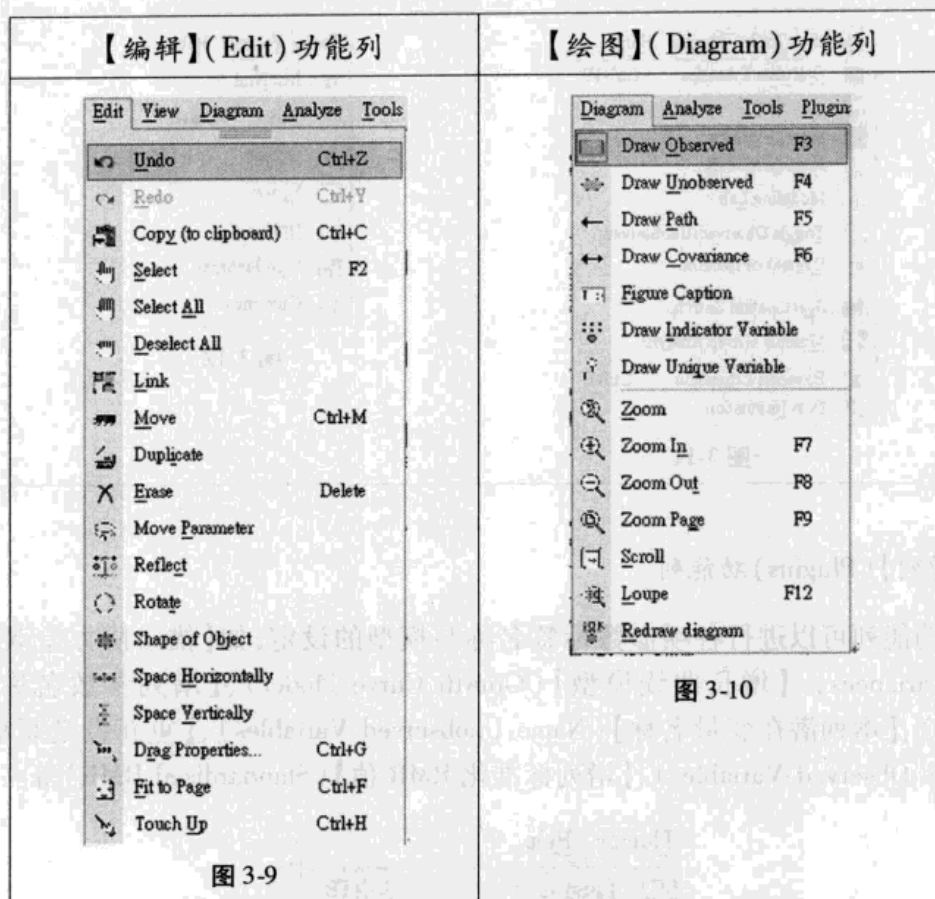 【编辑】(Edit)功能列
Edit View Diagram Analyze Tools
Undo Ctrl+Z
Redo Ctrl+Y
Copy (to clipboard) Ctrl+C
Select F2
Select All
Deselect All
Link
Move Ctrl+M
Duplicate
Erase Delete
Move Parameter
Reflect
Rotate
Shape of Object
Space Horizontally
Space Vertically
Drag Properties... Ctrl+G
Fit to Page Ctrl+F
Touch Up Ctrl+H
图 3-9
【绘图】(Diagram)功能列
Diagram Analyze Tools Plugin
Draw Observed F3
Draw Unobserved F4
Draw Path F5
Draw Covariance F6
Figure Caption
Draw Indicator Variable
Draw Unique Variable
Zoom
Zoom In F7
Zoom Out F8
Zoom Page F9
Scroll
Loupe F12
Redraw diagram
图 3-10